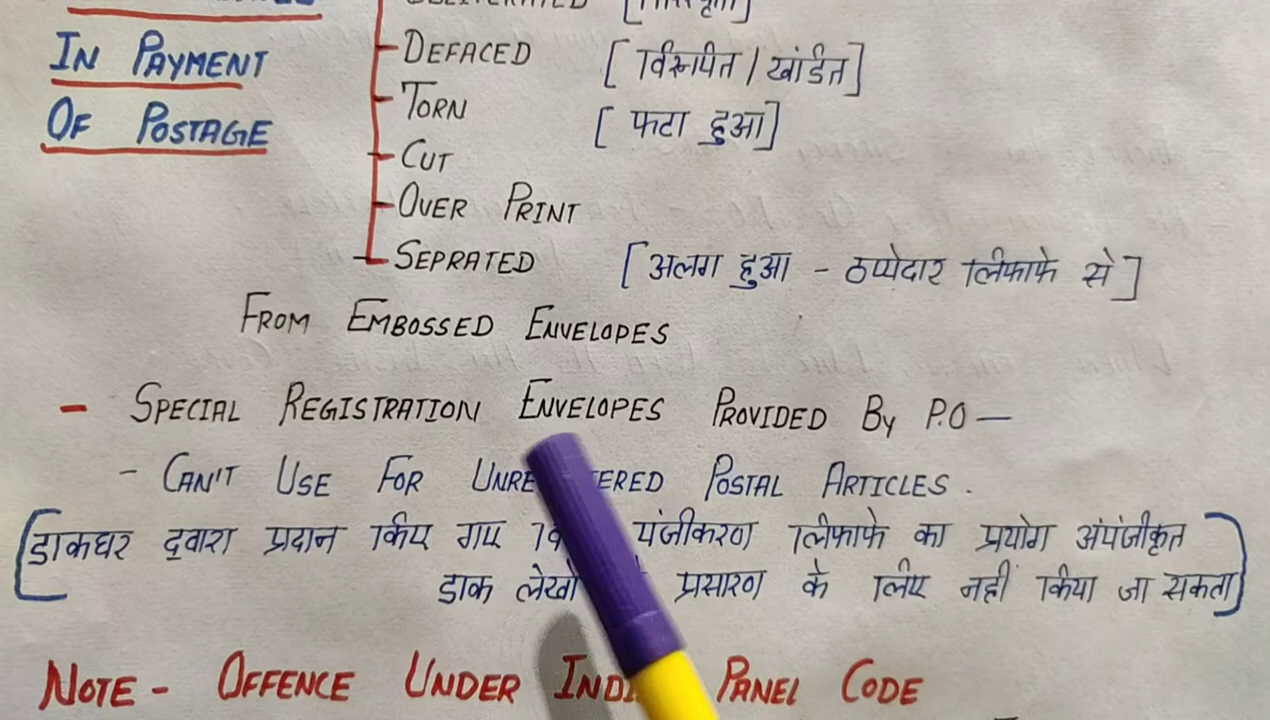 IN PAYMENT
OF POSTAGE
DEFACED [विरूपित / खंडित]
TORN [फटा हुआ]
CUT
OVER PRINT
SEPRATED [अलग हुआ - ठप्पेदार लिफाफे से]
FROM EMBOSSED ENVELOPES
- SPECIAL REGISTRATION ENVELOPES PROVIDED BY P.O —
- CAN'T USE FOR POSTAL ARTICLES.
[डाकघर द्वारा प्रदान किए गए पंजीकरण लिफाफे का प्रयोग अपंजीकृत
डाक लेखो प्रसारण के लिए नहीं किया जा सकता]
NOTE - OFFENCE UNDER PANEL CODE